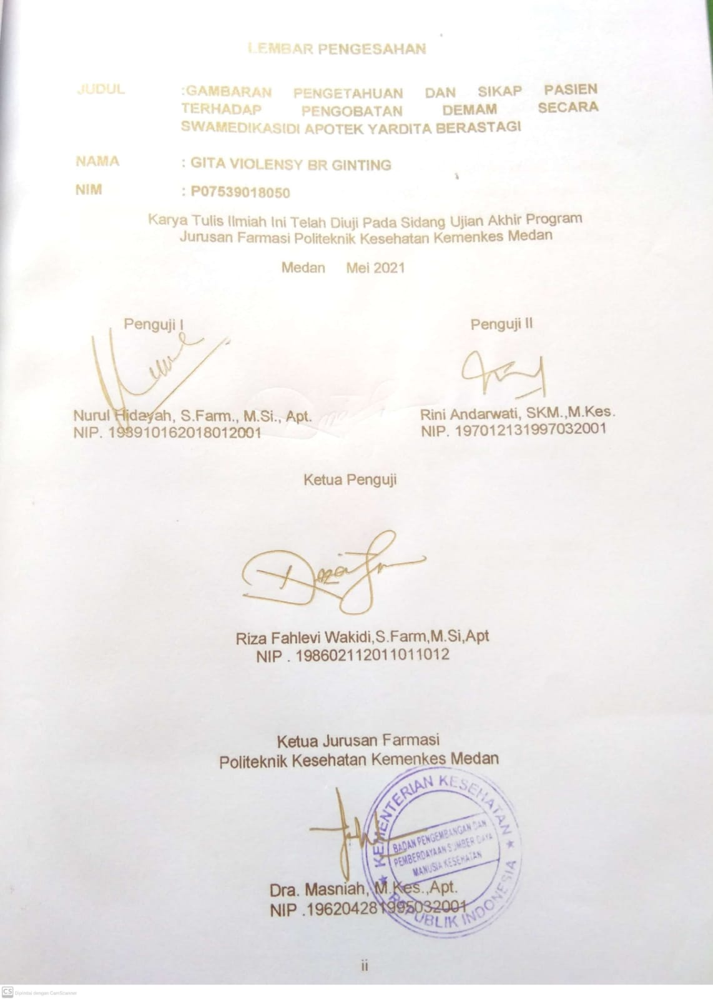 LEMBAR PENGESAHAN
JUDUL :GAMBARAN PENGETAHUAN DAN SIKAP PASIEN
TERHADAP PENGOBATAN DEMAM SECARA
SWAMEDIKASIDI APOTEK YARDITA BERASTAGI
NAMA : GITA VIOLENSY BR GINTING
NIM : P07539018050
Karya Tulis Ilmiah Ini Telah Diuji Pada Sidang Ujian Akhir Program
Jurusan Farmasi Politeknik Kesehatan Kemenkes Medan
Medan Mei 2021
Penguji I
Penguji II
Nurul Hidayah, S.Farm., M.Si., Apt.
NIP. 198910162018012001
Rini Andarwati, SKM.,M.Kes.
NIP. 197012131997032001
Ketua Penguji
Riza Fahlevi Wakidi,S.Farm,M.Si,Apt
NIP . 198602112011011012
Ketua Jurusan Farmasi
Politeknik Kesehatan Kemenkes Medan
KEMENTERIAN KESEHATAN
BADAN PENGEMBANGAN DAN
PEMBERDAYAAN SUMBER DAYA
MANUSIA KESEHATAN
REPUBLIK INDONESIA
Dra. Masniah, M.Kes.,Apt.
NIP .196204281995032001
ii
CS Dipindai dengan CamScanner